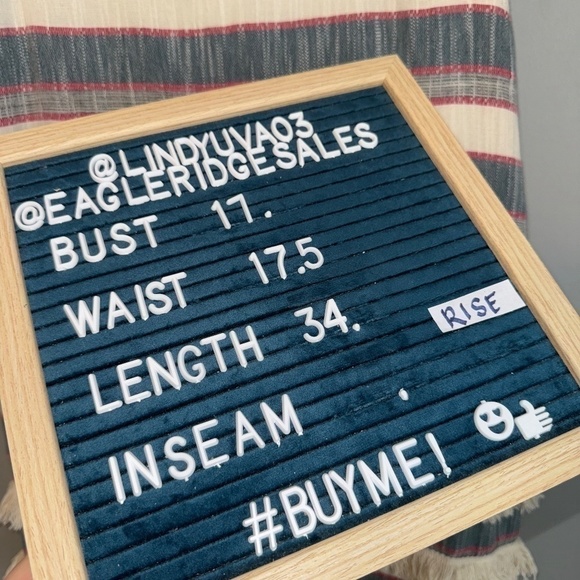 @LINDYUVA03
@EAGLERIDGESALES
BUST 17.
WAIST 17.5
LENGTH 34.
RISE
INSEAM .
#BUYME!